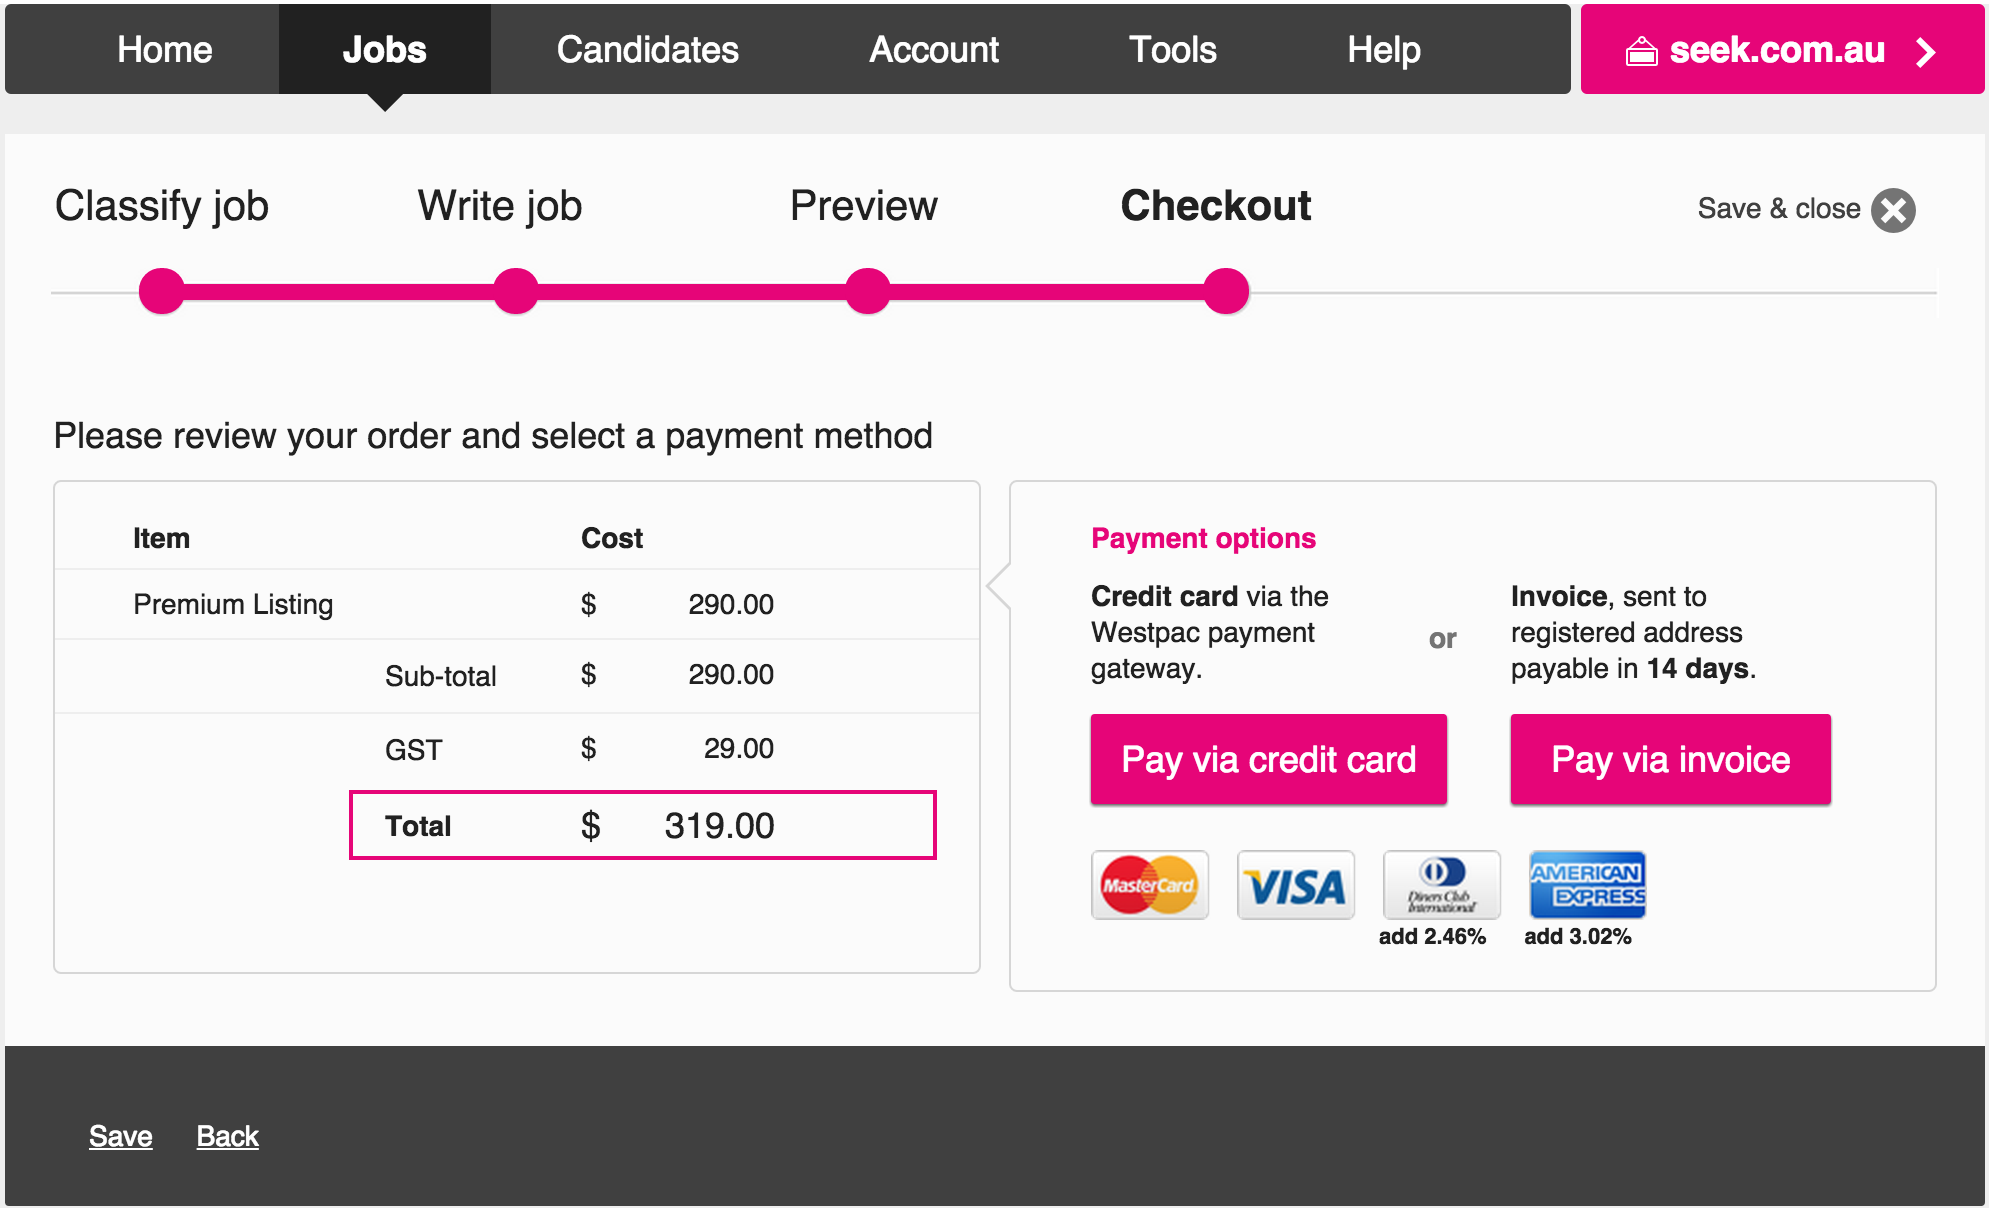 Home Jobs Candidates Account Tools Help seek.com.au
Classify job Write job Preview Checkout Save & close
Please review your order and select a payment method
Item Cost
Premium Listing $ 290.00
Sub-total $ 290.00
GST $ 29.00
Total $ 319.00
Payment options
Credit card via the
Westpac payment
gateway.
or
Invoice, sent to
registered address
payable in 14 days.
Pay via credit card Pay via invoice
MasterCard VISA Diners Club International AMERICAN EXPRESS
add 2.46% add 3.02%
Save Back